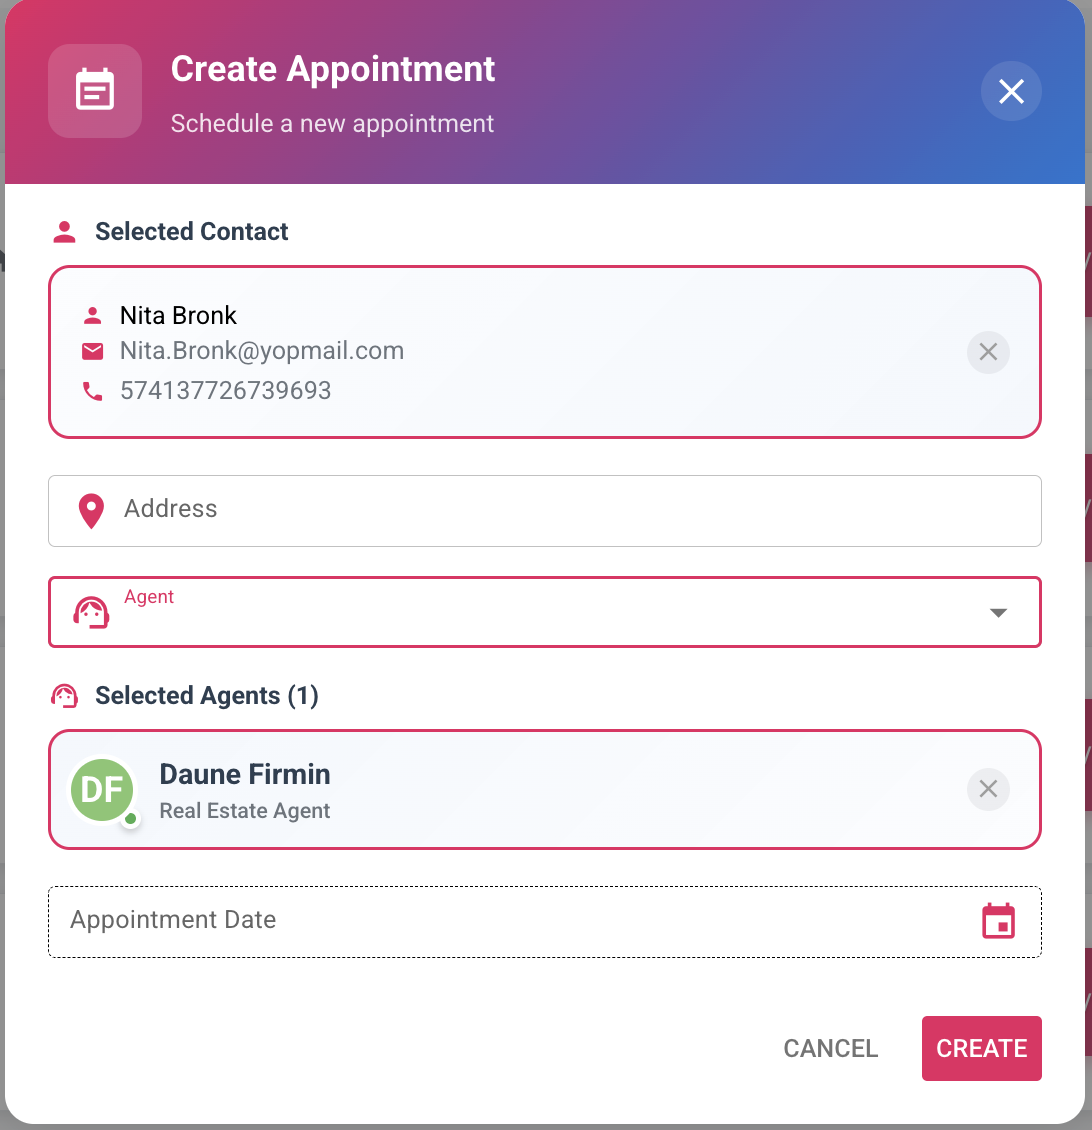 Create Appointment
Schedule a new appointment
Selected Contact
Nita Bronk
Nita.Bronk@yopmail.com
574137726739693
Address
Agent
Selected Agents (1)
DF
Daune Firmin
Real Estate Agent
Appointment Date
CANCEL
CREATE